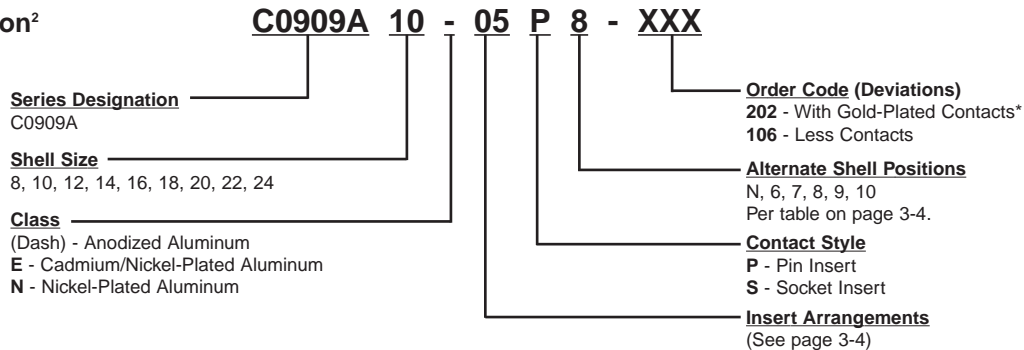 on²
C0909A 10 - 05 P 8 - XXX
Series Designation
C0909A
Shell Size
8, 10, 12, 14, 16, 18, 20, 22, 24
Class
(Dash) - Anodized Aluminum
E - Cadmium/Nickel-Plated Aluminum
N - Nickel-Plated Aluminum
Order Code (Deviations)
202 - With Gold-Plated Contacts*
106 - Less Contacts
Alternate Shell Positions
N, 6, 7, 8, 9, 10
Per table on page 3-4.
Contact Style
P - Pin Insert
S - Socket Insert
Insert Arrangements
(See page 3-4)